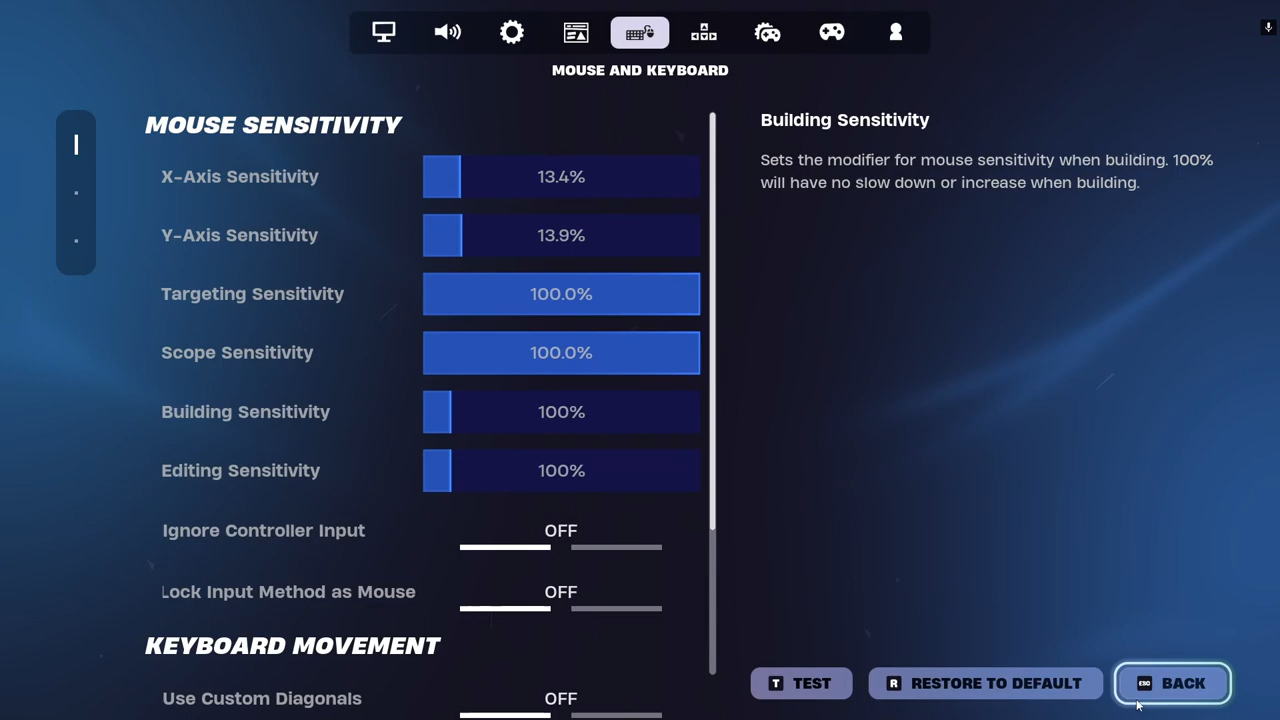 MOUSE AND KEYBOARD
MOUSE SENSITIVITY
X-Axis Sensitivity 13.4%
Y-Axis Sensitivity 13.9%
Targeting Sensitivity 100.0%
Scope Sensitivity 100.0%
Building Sensitivity 100%
Editing Sensitivity 100%
Ignore Controller Input OFF
Lock Input Method as Mouse OFF
KEYBOARD MOVEMENT
Use Custom Diagonals OFF
Building Sensitivity
Sets the modifier for mouse sensitivity when building. 100%
will have no slow down or increase when building.
T TEST
R RESTORE TO DEFAULT
ESC BACK